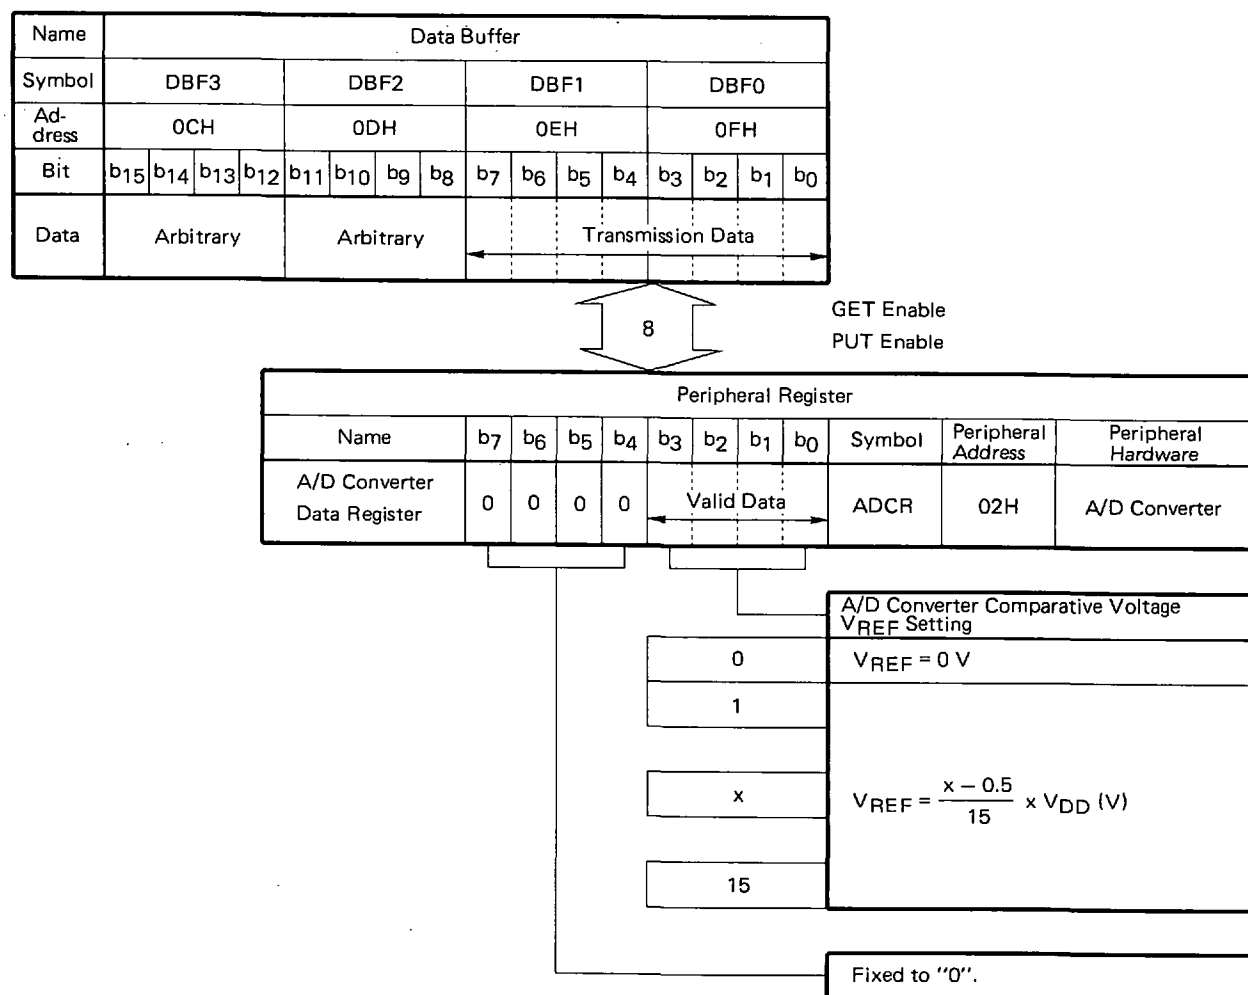 Name Data Buffer
Symbol DBF3 DBF2 DBF1 DBF0
Ad-
dress 0CH 0DH 0EH 0FH
Bit b15 b14 b13 b12 b11 b10 b9 b8 b7 b6 b5 b4 b3 b2 b1 b0
Data Arbitrary Arbitrary Transmission Data
8
GET Enable
PUT Enable
Peripheral Register
Name b7 b6 b5 b4 b3 b2 b1 b0 Symbol Peripheral Address Peripheral Hardware
A/D Converter
Data Register
0 0 0 0 Valid Data ADCR 02H A/D Converter
A/D Converter Comparative Voltage
VREF Setting
0 VREF = 0 V
1
x VREF = x – 0.5 / 15 x VDD (V)
15
Fixed to "0".